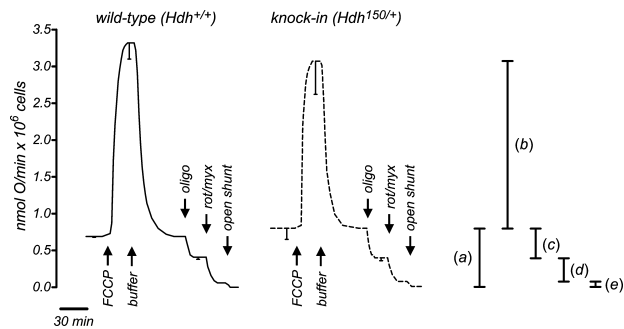 wild-type (Hdh+/+)
knock-in (Hdh150/+)
nmol O/min x 10^6 cells
3.5
3.0
2.5
2.0
1.5
1.0
0.5
0.0
30 min
FCCP
buffer
oligo
rot/myx
open shunt
FCCP
buffer
oligo
rot/myx
open shunt
(a)
(b)
(c)
(d)
(e)